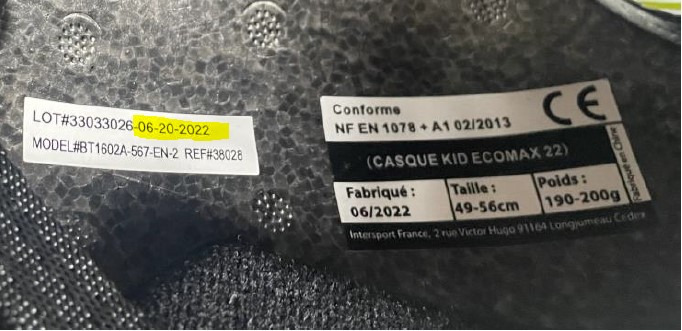 LOT#33033026-06-20-2022
MODEL#BT1602A-567-EN-2 REF#38028
Conforme
NF EN 1078 + A1 02/2013
CE
(CASQUE KID ECOMAX 22)
Fabriqué :
06/2022
Taille :
49-56cm
Poids :
190-200g
Fabriqué en Chine
Intersport France, 2 rue Victor Hugo 91164 Longjumeau Cedex